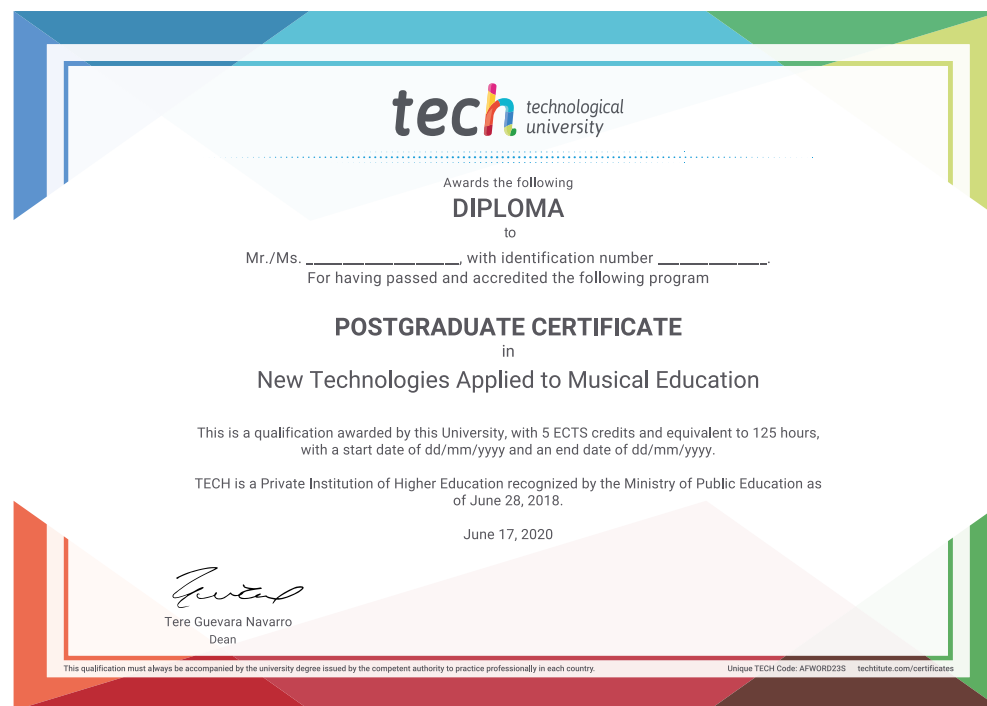 tech technological
university
Awards the following
DIPLOMA
to
Mr./Ms. ____________________, with identification number ______________.
For having passed and accredited the following program
POSTGRADUATE CERTIFICATE
in
New Technologies Applied to Musical Education
This is a qualification awarded by this University, with 5 ECTS credits and equivalent to 125 hours,
with a start date of dd/mm/yyyy and an end date of dd/mm/yyyy.
TECH is a Private Institution of Higher Education recognized by the Ministry of Public Education as
of June 28, 2018.
June 17, 2020
Tere Guevara Navarro
Dean
This qualification must always be accompanied by the university degree issued by the competent authority to practice professionally in each country. Unique TECH Code: AFWORD23S techtitute.com/certificates